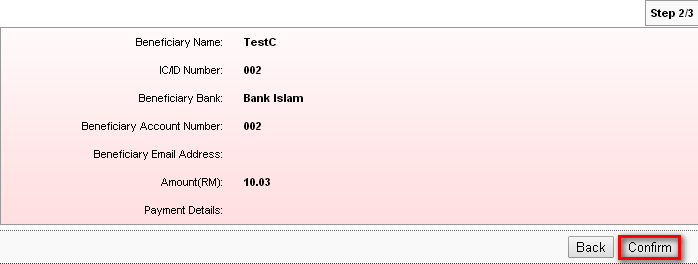 Step 2/3
Beneficiary Name: TestC
IC/ID Number: 002
Beneficiary Bank: Bank Islam
Beneficiary Account Number: 002
Beneficiary Email Address:
Amount(RM): 10.03
Payment Details:
Back Confirm